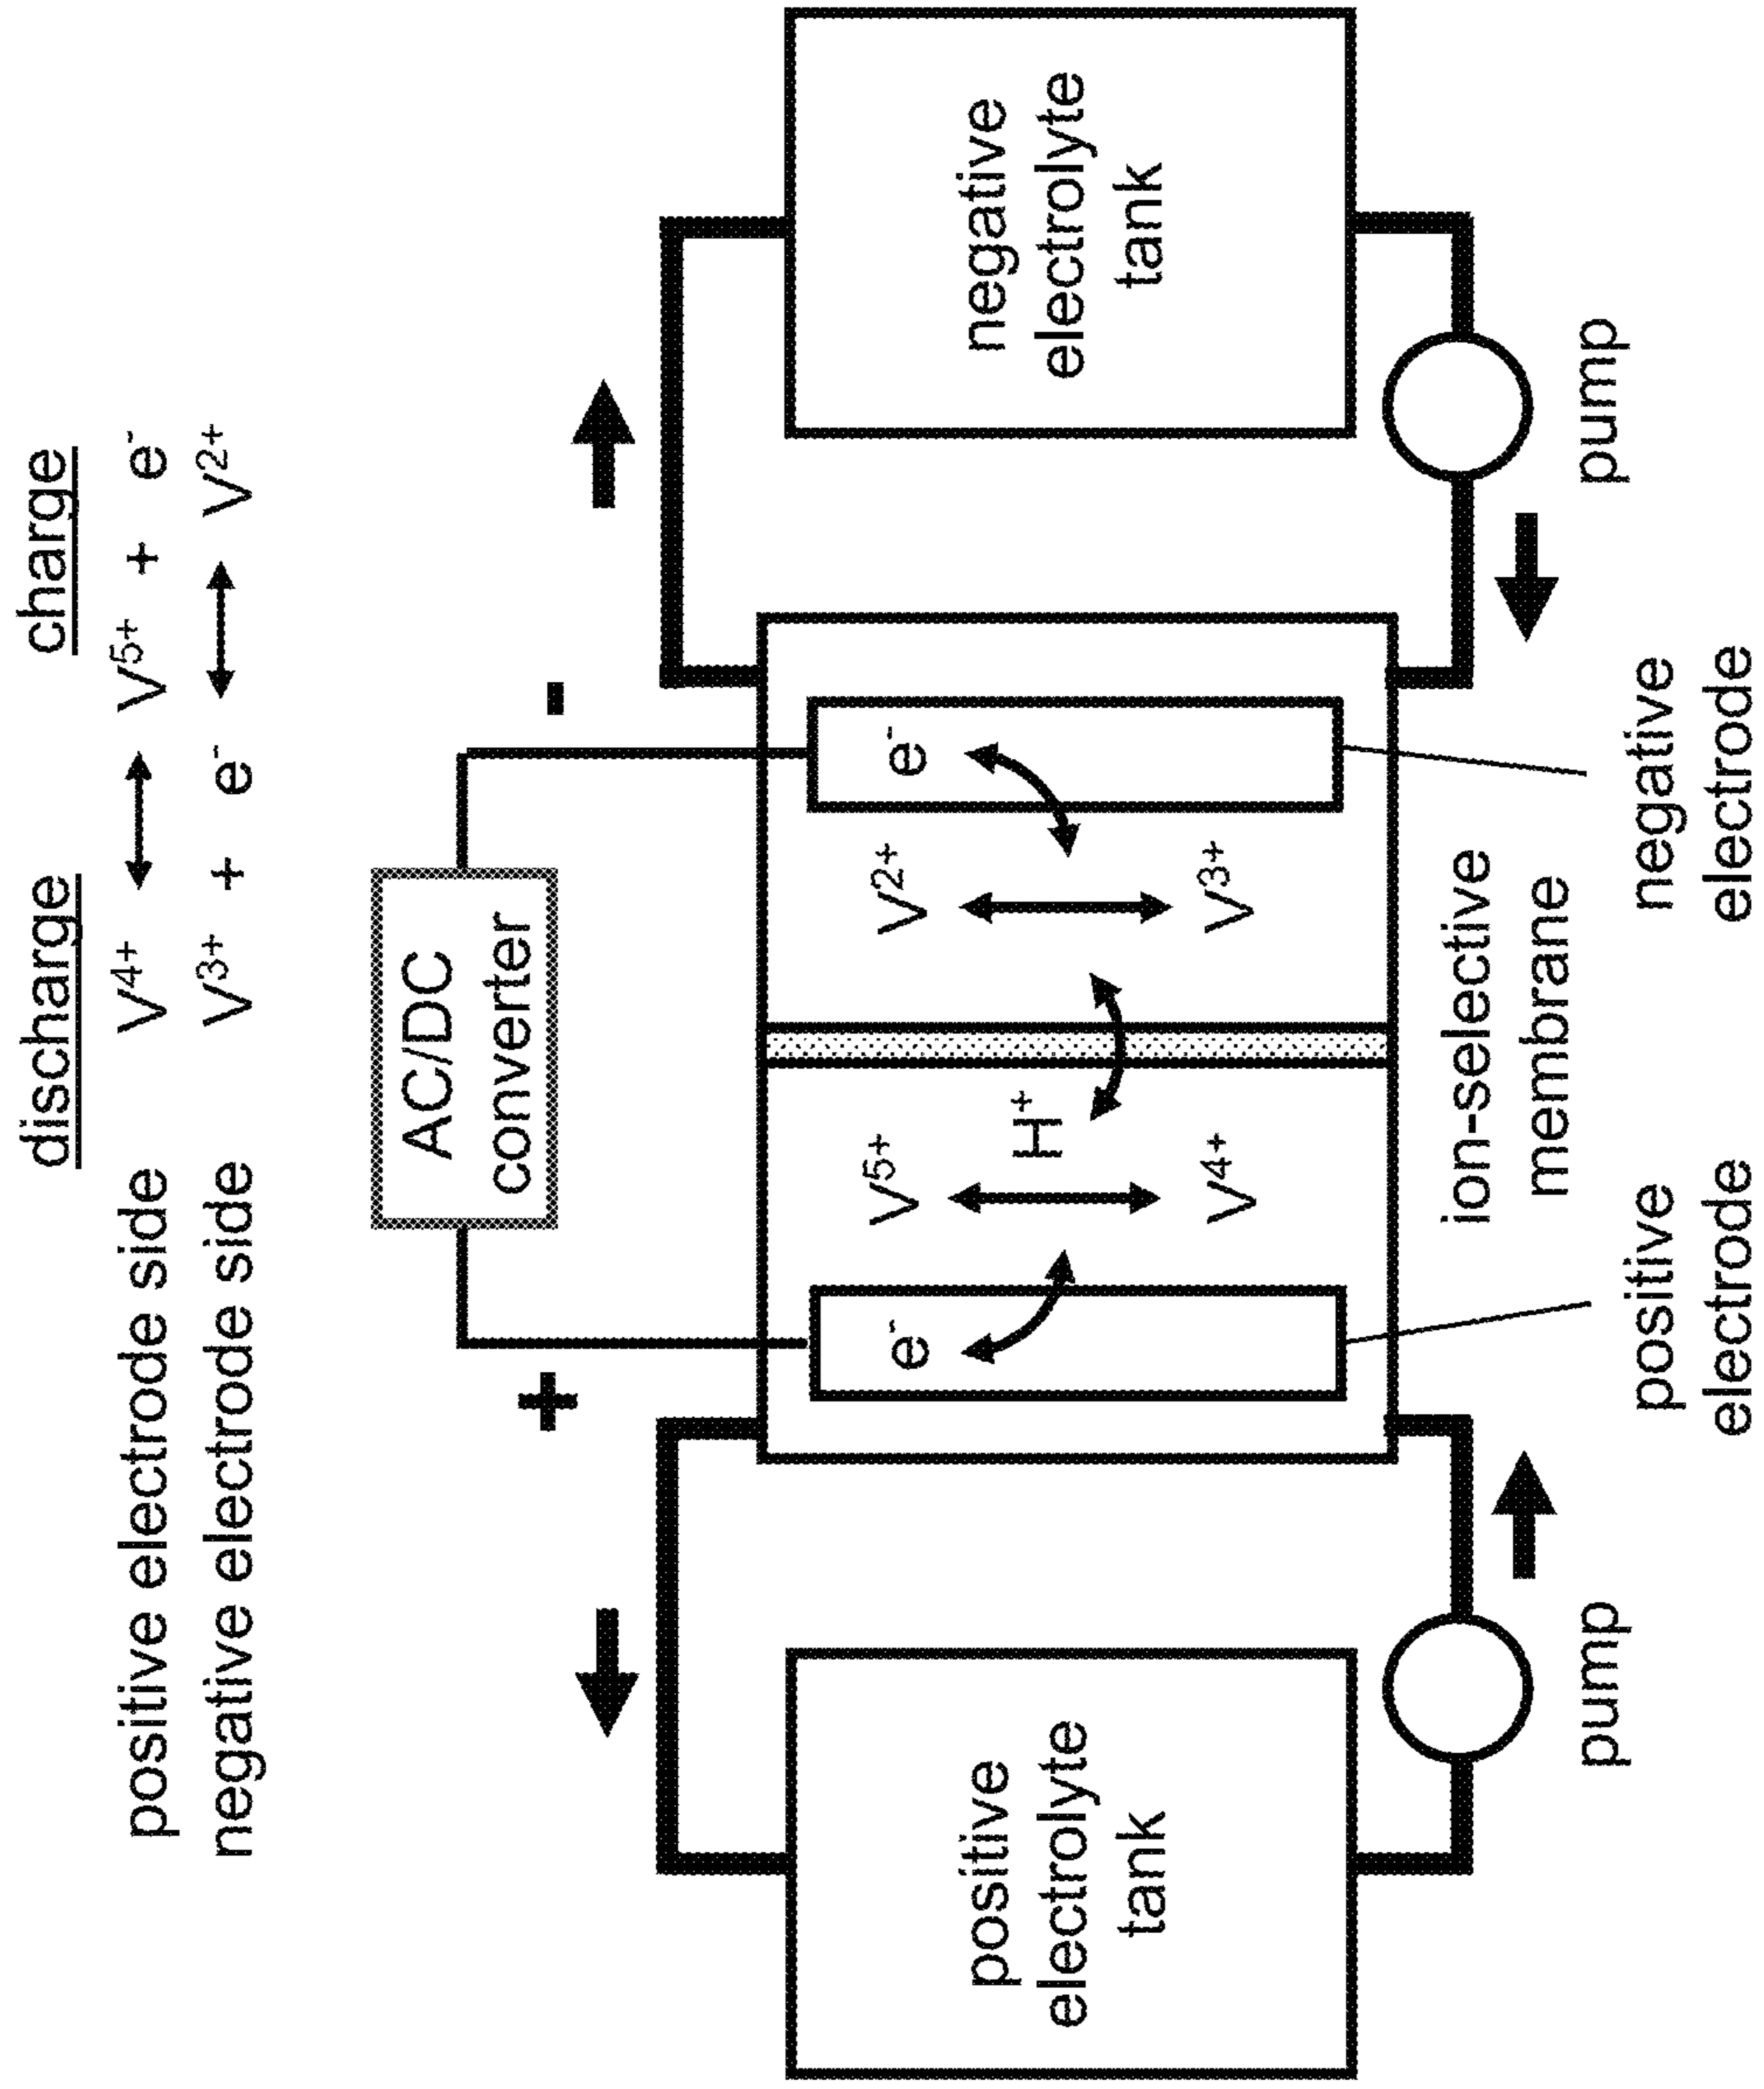 discharge charge
positive electrode side V⁴⁺ ↔ V⁵⁺ + e⁻
negative electrode side V³⁺ + e⁻ ↔ V²⁺
AC/DC
converter
+ -
positive
electrolyte
tank
e⁻
V⁵⁺
V⁴⁺
H⁺
V²⁺
V³⁺
e⁻
negative
electrolyte
tank
pump
ion-selective
membrane
pump
positive
electrode
negative
electrode